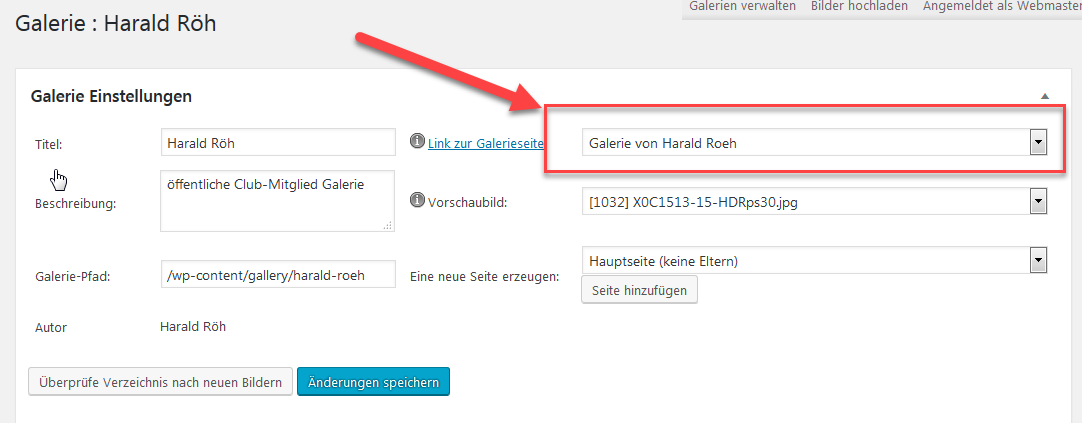 Galerie : Harald Röh
Galerien verwalten Bilder hochladen Angemeldet als Webmaster
Galerie Einstellungen
Titel: Harald Röh Link zur Galerieseite Galerie von Harald Roeh
Beschreibung: öffentliche Club-Mitglied Galerie Vorschaubild: [1032] X0C1513-15-HDRps30.jpg
Galerie-Pfad: /wp-content/gallery/harald-roeh Eine neue Seite erzeugen: Hauptseite (keine Eltern)
Seite hinzufügen
Autor Harald Röh
Überprüfe Verzeichnis nach neuen Bildern Änderungen speichern